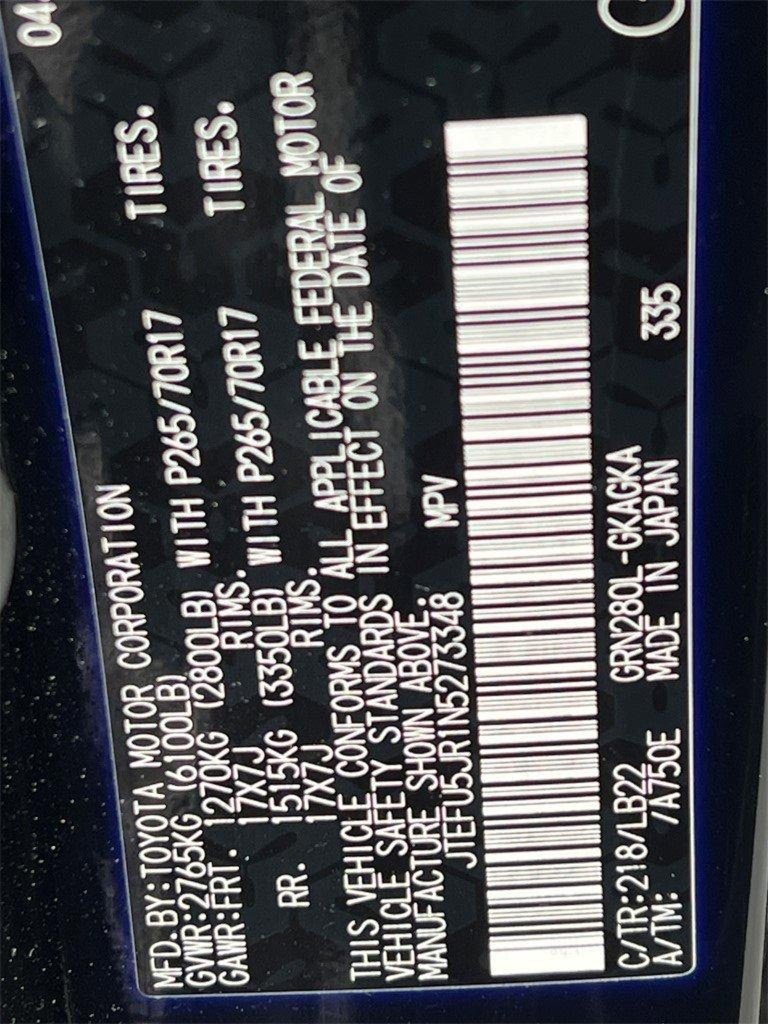 04
MFD.BY:TOYOTA MOTOR CORPORATION
GVWR:2765KG (6100LB)
GAWR:FRT. 1270KG (2800LB) WITH P265/70R17 TIRES.
17X7J RIMS.
RR. 1515KG (3350LB) WITH P265/70R17 TIRES.
17X7J RIMS.
THIS VEHICLE CONFORMS TO ALL APPLICABLE FEDERAL MOTOR
VEHICLE SAFETY STANDARDS IN EFFECT ON THE DATE OF
MANUFACTURE SHOWN ABOVE.
JTEFU5JR1N5273348 MPV
C/TR:218/LB22 GRN280L-GKAGKA
A/TM: /A750E MADE IN JAPAN 335